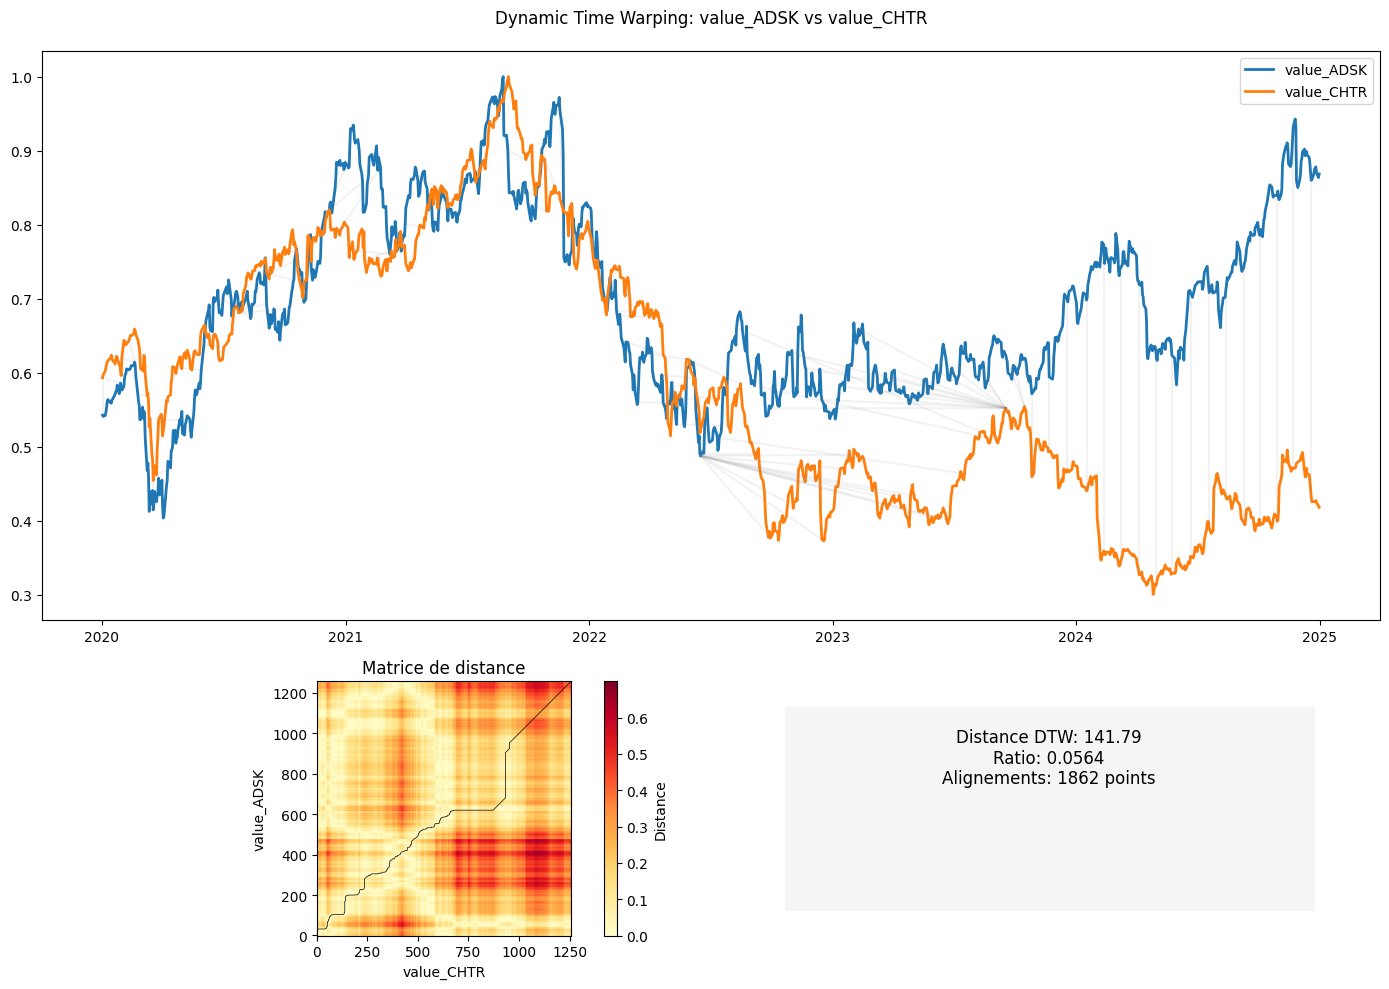 Dynamic Time Warping: value_ADSK vs value_CHTR
1.0
0.9
0.8
0.7
0.6
0.5
0.4
0.3
value_ADSK
value_CHTR
2020 2021 2022 2023 2024 2025
Matrice de distance
1200
1000
800
600
400
200
0
value_ADSK
0 250 500 750 1000 1250
value_CHTR
0.6
0.5
0.4
0.3
0.2
0.1
0.0
Distance
Distance DTW: 141.79
Ratio: 0.0564
Alignements: 1862 points